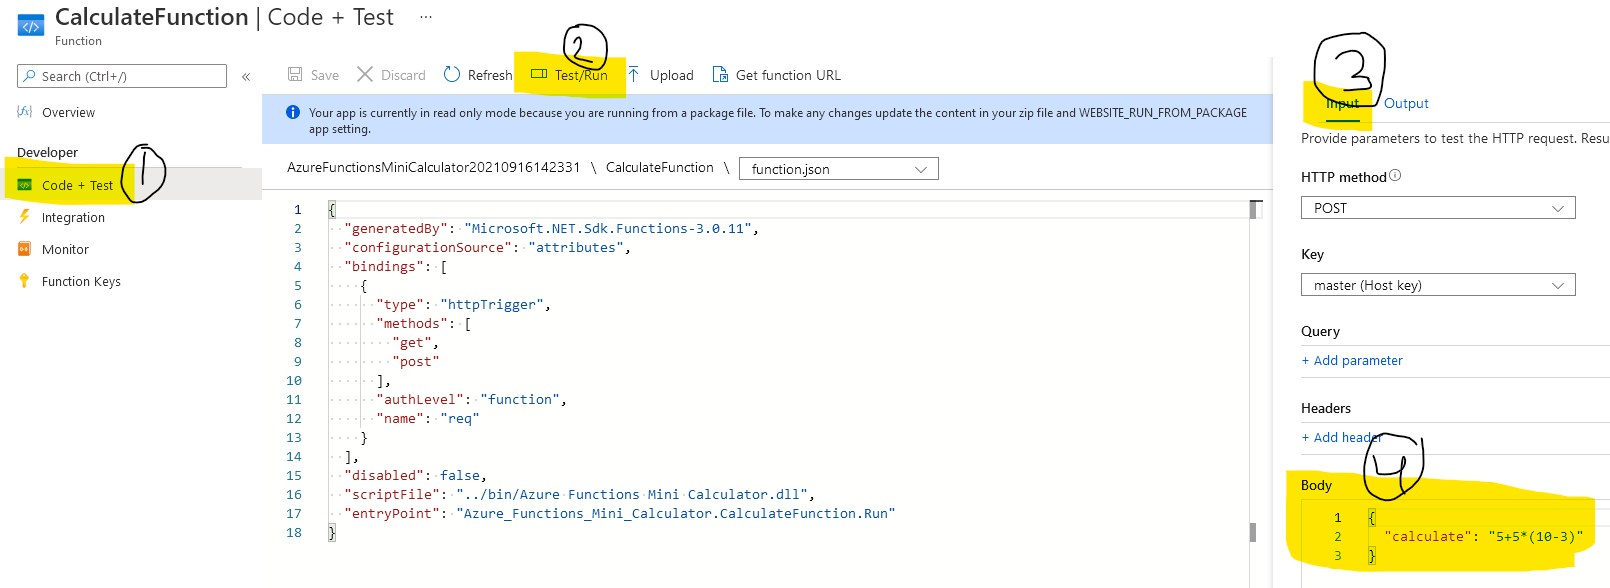 CalculateFunction | Code + Test ...
Function
2
Search (Ctrl+/) «
Overview
Developer
1
Code + Test
Integration
Monitor
Function Keys
Save Discard Refresh Test/Run Upload Get function URL
Your app is currently in read only mode because you are running from a package file. To make any changes update the content in your zip file and WEBSITE_RUN_FROM_PACKAGE
app setting.
AzureFunctionsMiniCalculator20210916142331 \ CalculateFunction \ function.json
1 {
2 "generatedBy": "Microsoft.NET.Sdk.Functions-3.0.11",
3 "configurationSource": "attributes",
4 "bindings": [
5 {
6 "type": "httpTrigger",
7 "methods": [
8 "get",
9 "post"
10 ],
11 "authLevel": "function",
12 "name": "req"
13 }
14 ],
15 "disabled": false,
16 "scriptFile": "../bin/Azure Functions Mini Calculator.dll",
17 "entryPoint": "Azure_Functions_Mini_Calculator.CalculateFunction.Run"
18 }
3
Input Output
Provide parameters to test the HTTP request. Resu
HTTP method
POST
Key
master (Host key)
Query
+ Add parameter
Headers
+ Add header
4
Body
1 {
2 "calculate": "5+5*(10-3)"
3 }